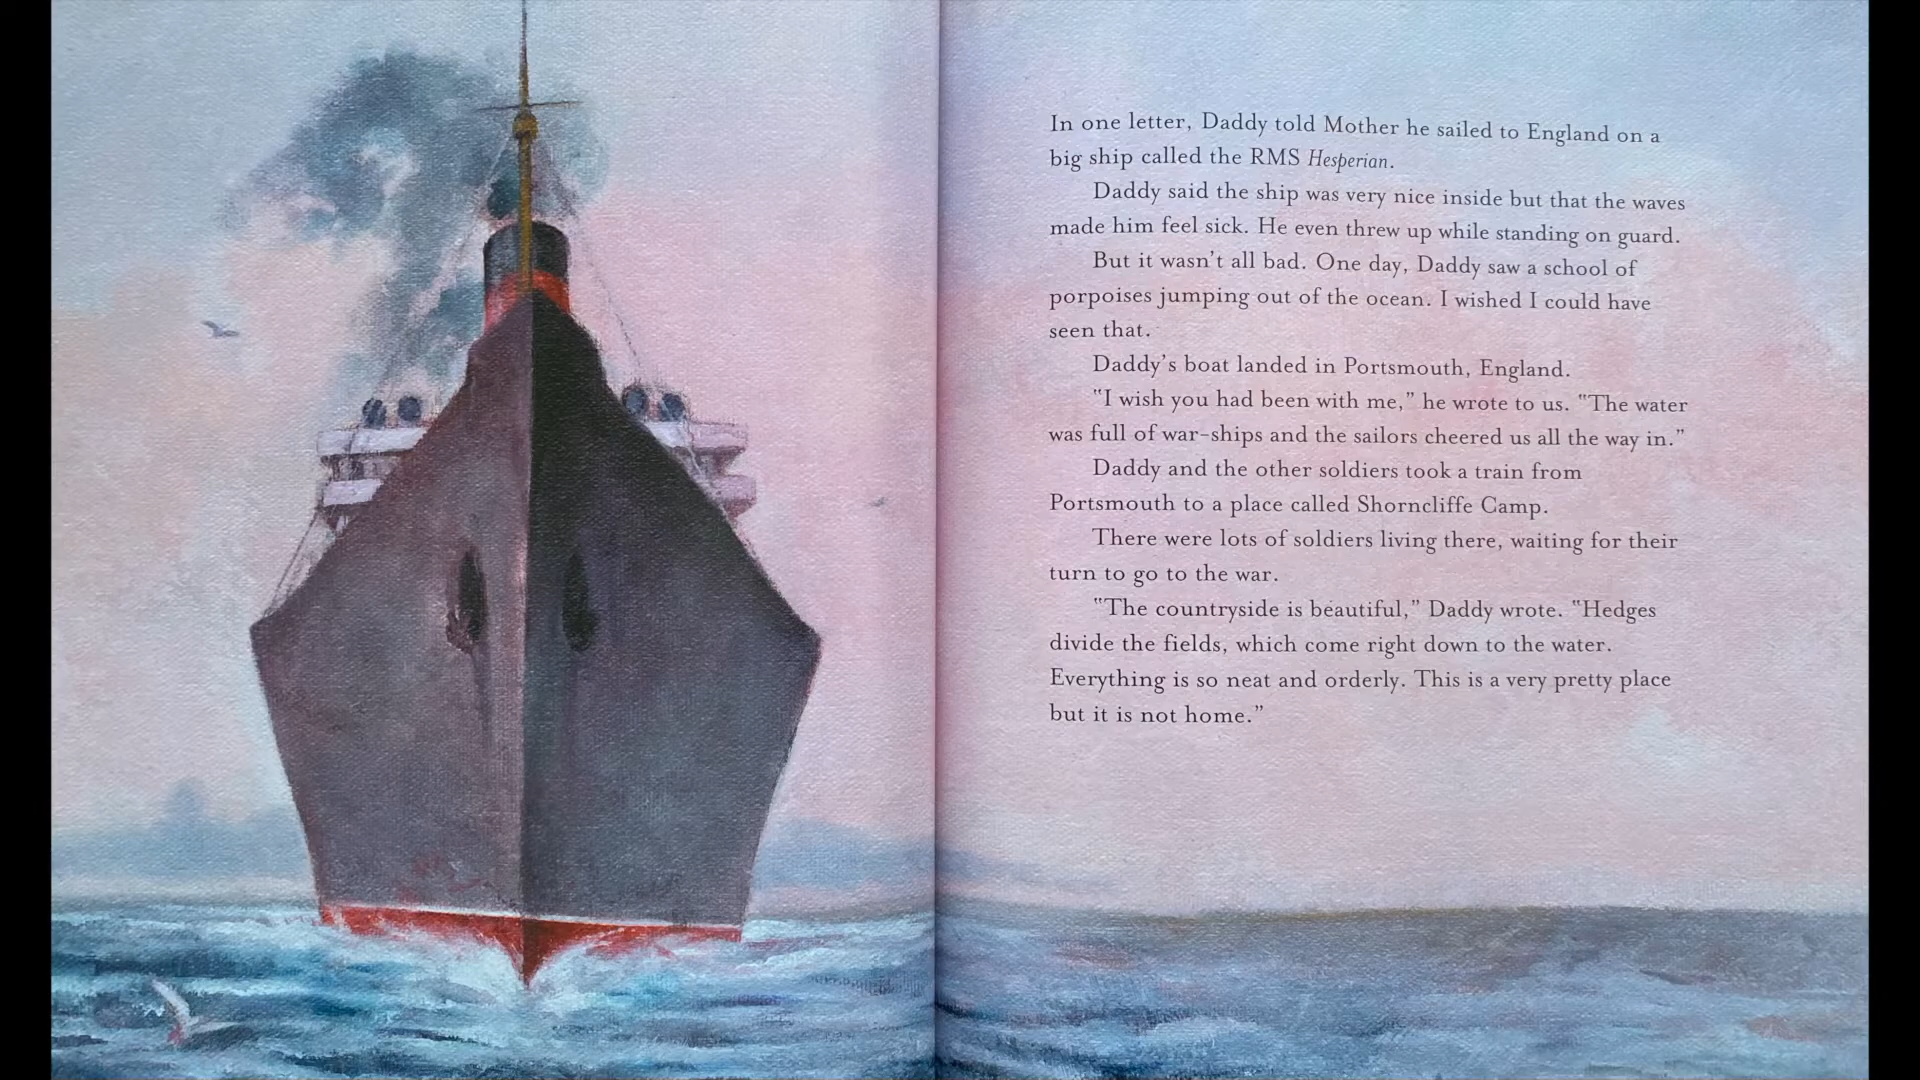 In one letter, Daddy told Mother he sailed to England on a
big ship called the RMS Hesperian.
Daddy said the ship was very nice inside but that the waves
made him feel sick. He even threw up while standing on guard.
But it wasn't all bad. One day, Daddy saw a school of
porpoises jumping out of the ocean. I wished I could have
seen that.
Daddy's boat landed in Portsmouth, England.
"I wish you had been with me," he wrote to us. "The water
was full of war-ships and the sailors cheered us all the way in."
Daddy and the other soldiers took a train from
Portsmouth to a place called Shorncliffe Camp.
There were lots of soldiers living there, waiting for their
turn to go to the war.
"The countryside is beautiful," Daddy wrote. "Hedges
divide the fields, which come right down to the water.
Everything is so neat and orderly. This is a very pretty place
but it is not home."